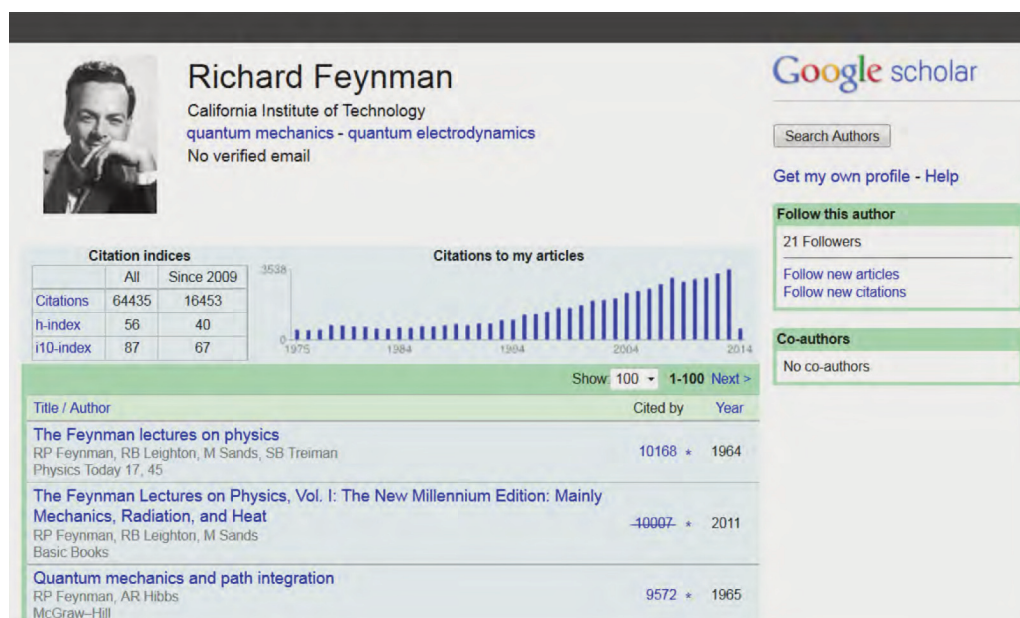 Richard Feynman
California Institute of Technology
quantum mechanics - quantum electrodynamics
No verified email
Google scholar
Search Authors
Get my own profile - Help
Follow this author
21 Followers
Follow new articles
Follow new citations
Co-authors
No co-authors
Citation indices
All Since 2009
Citations 64435 16453
h-index 56 40
i10-index 87 67
Citations to my articles
3538
0
1975 1984 1994 2004 2014
Show: 100 1-100 Next >
Title / Author Cited by Year
The Feynman lectures on physics
RP Feynman, RB Leighton, M Sands, SB Treiman
Physics Today 17, 45
10168 * 1964
The Feynman Lectures on Physics, Vol. I: The New Millennium Edition: Mainly
Mechanics, Radiation, and Heat
RP Feynman, RB Leighton, M Sands
Basic Books
10007 * 2011
Quantum mechanics and path integration
RP Feynman, AR Hibbs
McGraw–Hill
9572 * 1965